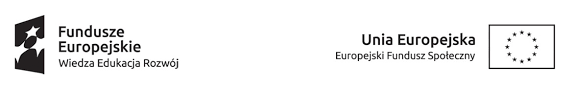 Fundusze
Europejskie
Wiedza Edukacja Rozwój
Unia Europejska
Europejski Fundusz Społeczny